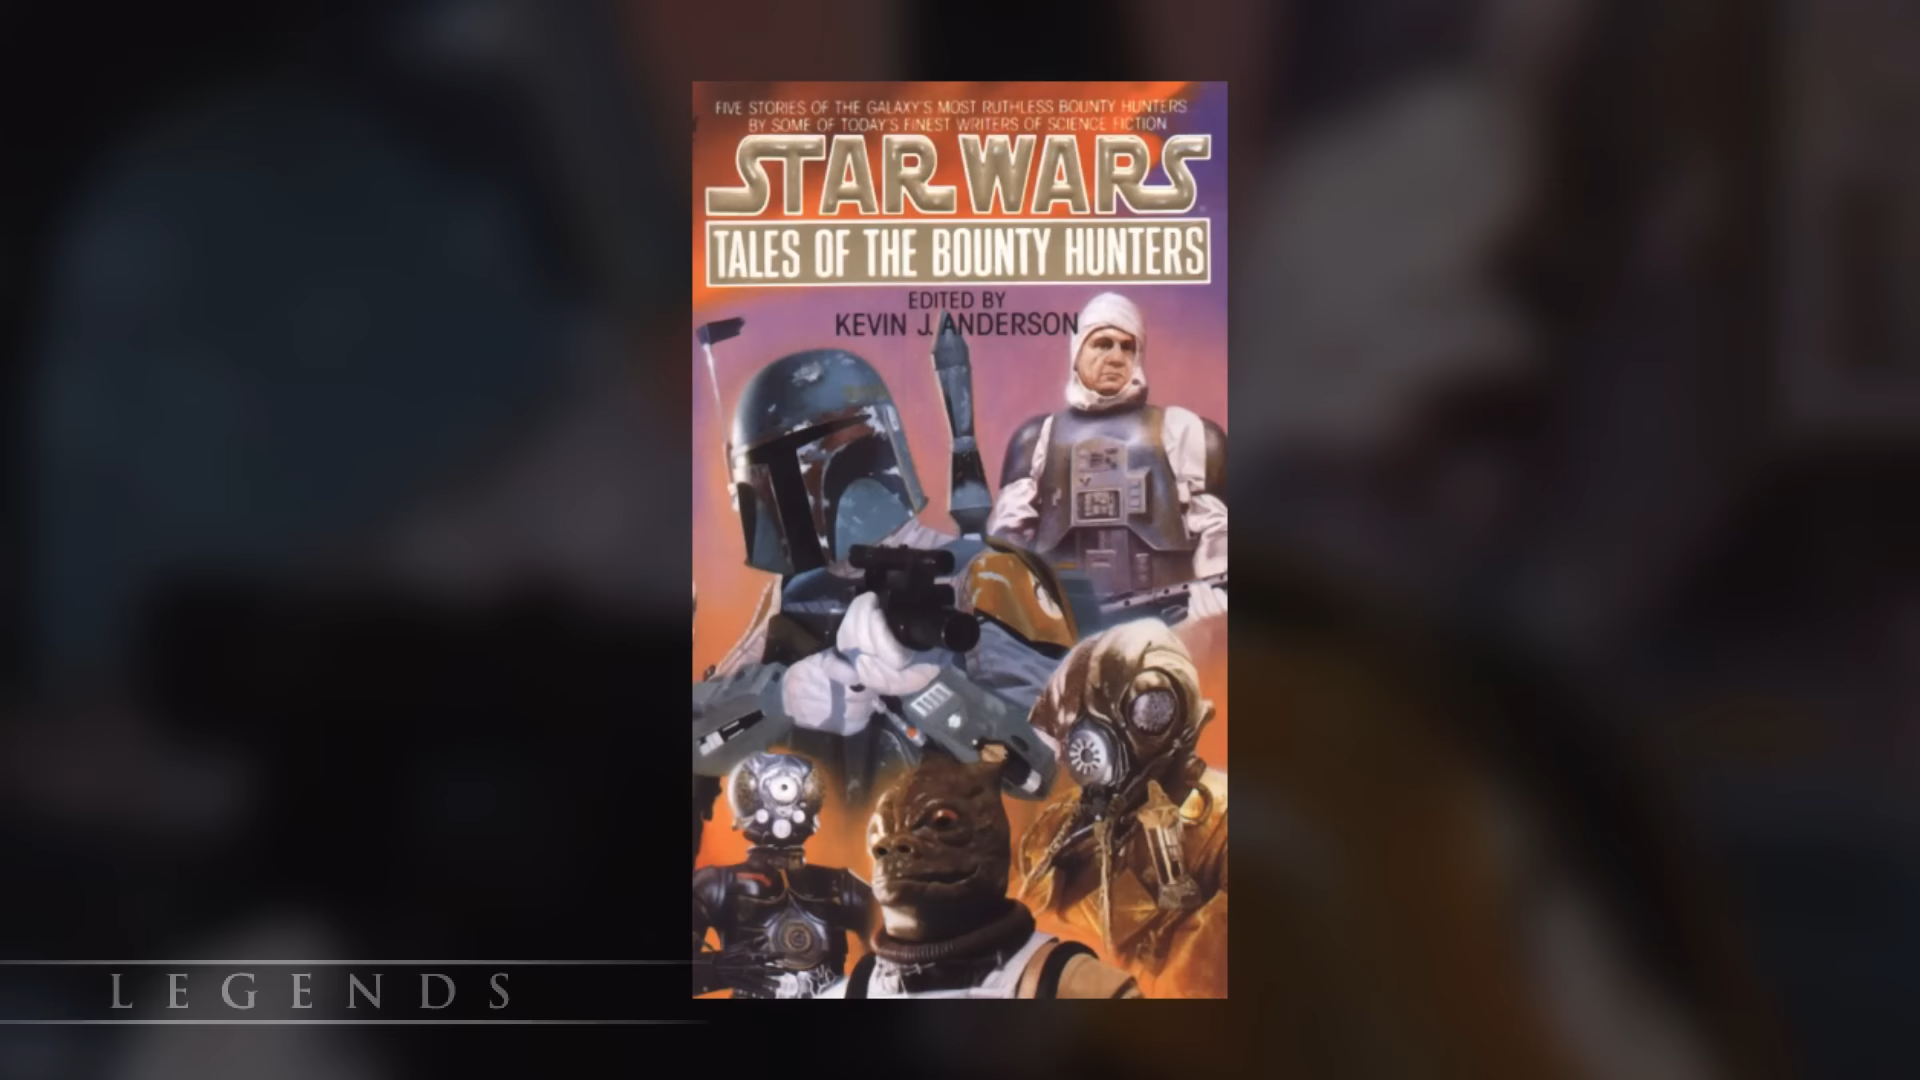 FIVE STORIES OF THE GALAXY'S MOST RUTHLESS BOUNTY HUNTERS
BY SOME OF TODAY'S FINEST WRITERS OF SCIENCE FICTION
STAR WARS
TALES OF THE BOUNTY HUNTERS
EDITED BY
KEVIN J. ANDERSON
LEGENDS